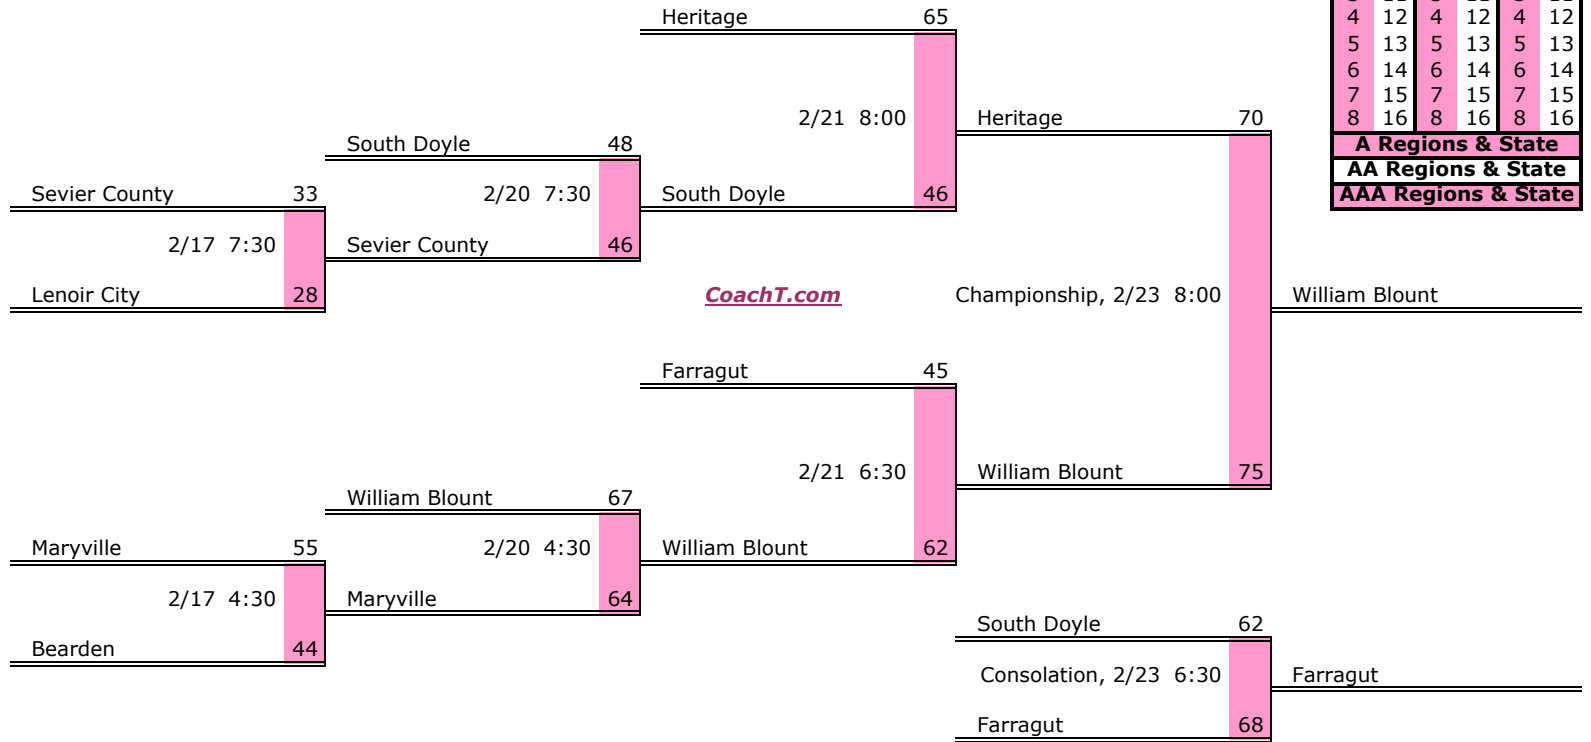 Heritage 65
4 12 4 12 4 12
5 13 5 13 5 13
6 14 6 14 6 14
7 15 7 15 7 15
2/21 8:00 Heritage 70
8 16 8 16 8 16
South Doyle 48
A Regions & State
AA Regions & State
Sevier County 33
2/20 7:30
South Doyle 46
AAA Regions & State
2/17 7:30
Sevier County 46
Lenoir City 28
CoachT.com
Championship, 2/23 8:00
William Blount
Farragut 45
2/21 6:30
William Blount 75
William Blount 67
Maryville 55
2/20 4:30
William Blount 62
2/17 4:30
Maryville 64
South Doyle 62
Bearden 44
Consolation, 2/23 6:30
Farragut
Farragut 68